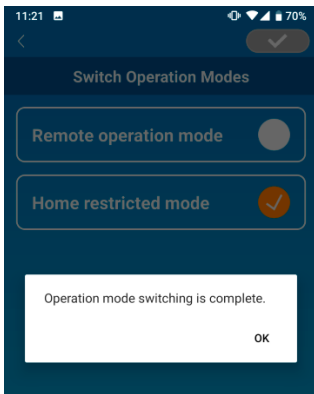 11:21 70%
Switch Operation Modes
Remote operation mode
Home restricted mode
Operation mode switching is complete.
OK